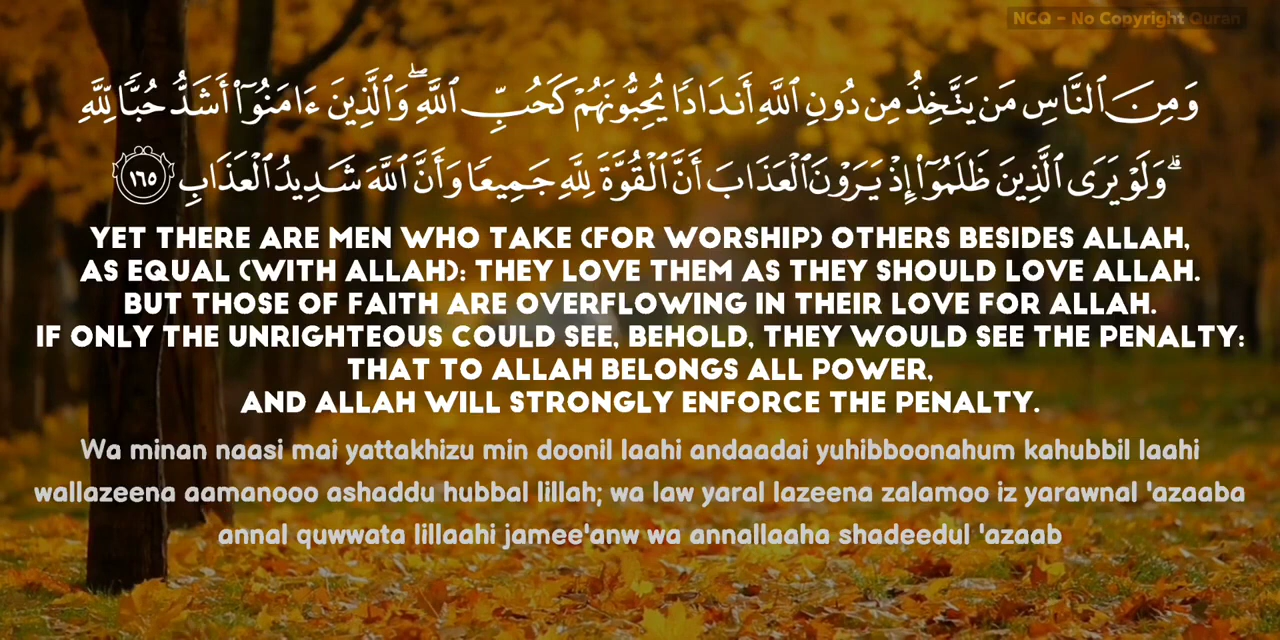 NCQ - No Copyright Quran
وَمِنَ ٱلنَّاسِ مَن يَتَّخِذُ مِن دُونِ ٱللَّهِ أَندَادًا يُحِبُّونَهُمْ كَحُبِّ ٱللَّهِ ۖ وَٱلَّذِينَ ءَامَنُوٓا۟ أَشَدُّ حُبًّا لِّلَّهِ
ۗ وَلَوْ يَرَى ٱلَّذِينَ ظَلَمُوٓا۟ إِذْ يَرَوْنَ ٱلْعَذَابَ أَنَّ ٱلْقُوَّةَ لِلَّهِ جَمِيعًا وَأَنَّ ٱللَّهَ شَدِيدُ ٱلْعَذَابِ ١٦٥
YET THERE ARE MEN WHO TAKE (FOR WORSHIP) OTHERS BESIDES ALLAH,
AS EQUAL (WITH ALLAH): THEY LOVE THEM AS THEY SHOULD LOVE ALLAH.
BUT THOSE OF FAITH ARE OVERFLOWING IN THEIR LOVE FOR ALLAH.
IF ONLY THE UNRIGHTEOUS COULD SEE, BEHOLD, THEY WOULD SEE THE PENALTY:
THAT TO ALLAH BELONGS ALL POWER,
AND ALLAH WILL STRONGLY ENFORCE THE PENALTY.
Wa minan naasi mai yattakhizu min doonil laahi andaadai yuhibboonahum kahubbil laahi
wallazeena aamanooo ashaddu hubbal lillah; wa law yaral lazeena zalamoo iz yarawnal 'azaaba
annal quwwata lillaahi jamee'anw wa annallaaha shadeedul 'azaab